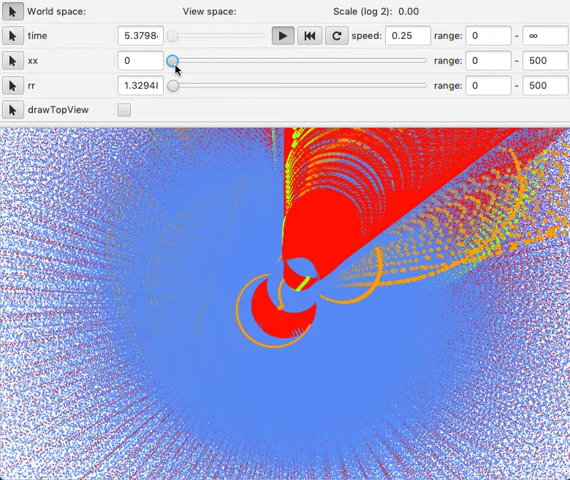 World space: View space: Scale (log 2): 0.00
time 5.3798 speed: 0.25 range: 0 - ∞
xx 0 range: 0 - 500
rr 1.3294 range: 0 - 500
drawTopView